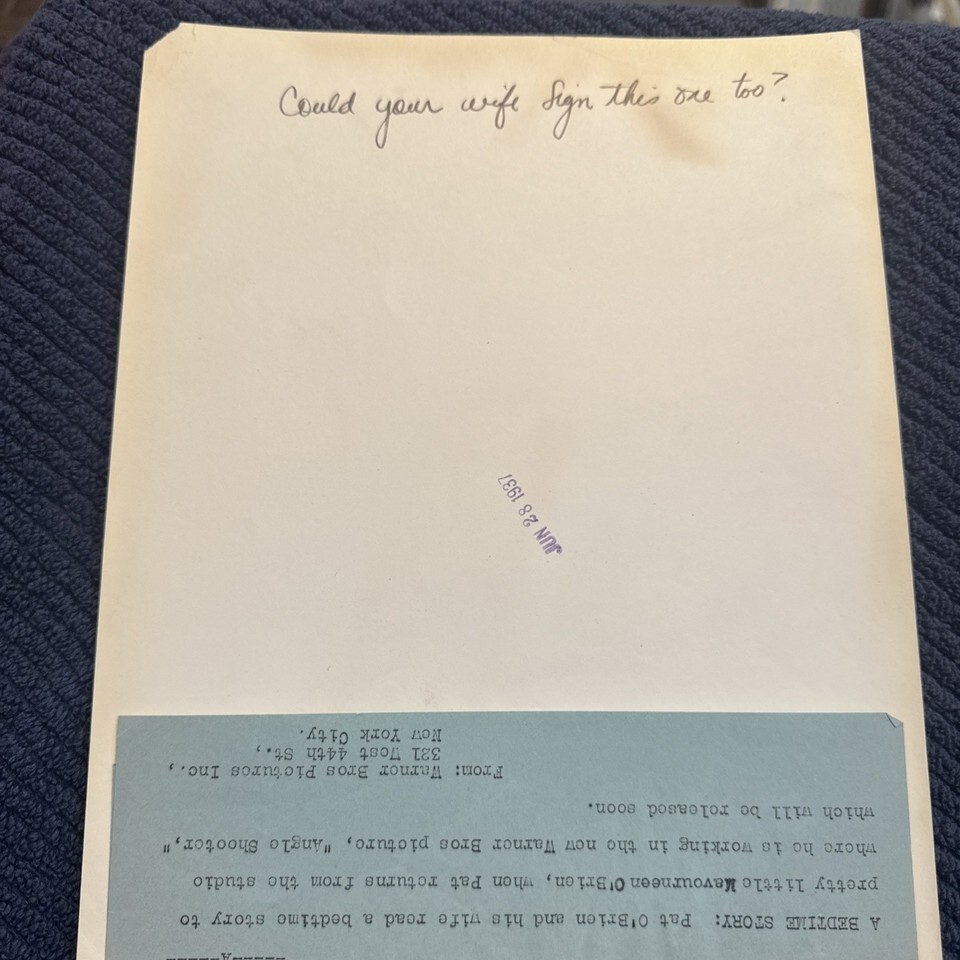 Could your wife sign this one too?
JUN 28 1937
A BEDTIME STORY: Pat O'Brien and his wife read a bedtime story to
pretty little Mavourneen O'Brien, when Pat returns from the studio
where he is working in the new Warner Bros picture, "Angle Shooter,"
which will be released soon.
From: Warner Bros Pictures Inc.,
321 West 44th St.,
New York City.